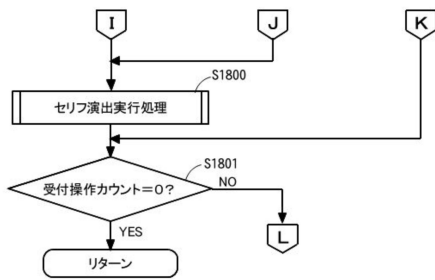 I
J
K
S1800
セリフ演出実行処理
S1801
受付操作カウント=0?
NO
YES
L
リターン